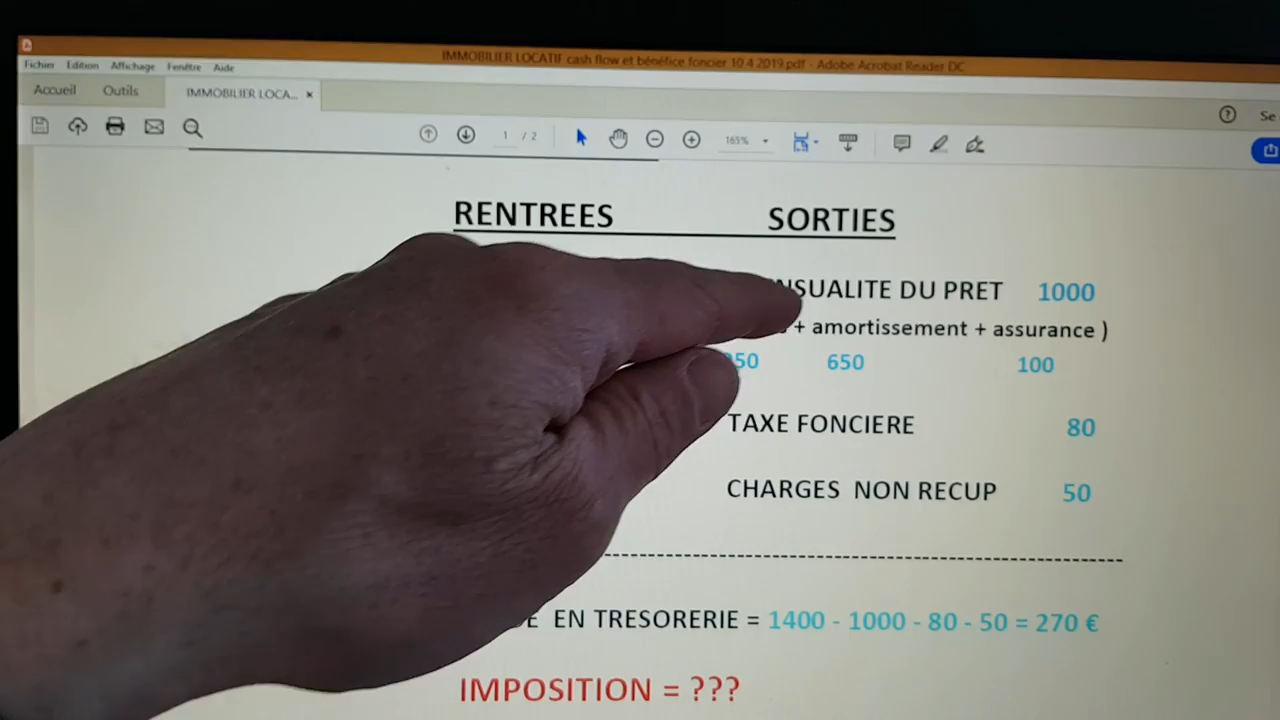 IMMOBILIER LOCATIF cash flow et bénéfice foncier 10 4 2019.pdf - Adobe Acrobat Reader DC
Fichier Edition Affichage Fenêtre Aide
Accueil Outils IMMOBILIER LOCA... ×
? Se
1 / 2 165%
RENTREES SORTIES
DU PRET 1000
+ amortissement + assurance )
650 100
TAXE FONCIERE 80
CHARGES NON RECUP 50
EN TRESORERIE = 1400 - 1000 - 80 - 50 = 270 €
IMPOSITION = ???